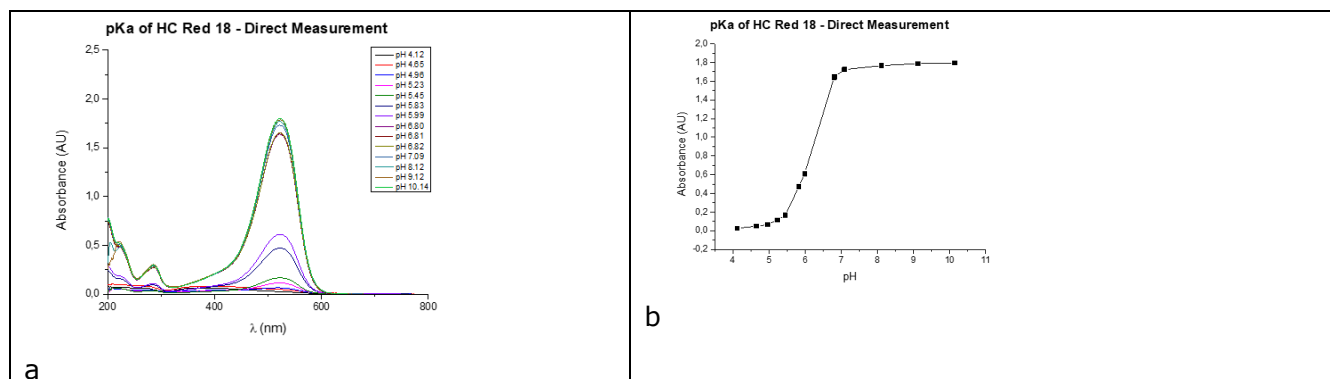 pKa of HC Red 18 - Direct Measurement
2,5
2,0
1,5
1,0
0,5
0,0
Absorbance (AU)
200
400
600
800
λ (nm)
pH 4.12
pH 4.65
pH 4.96
pH 5.23
pH 5.45
pH 5.83
pH 5.99
pH 6.80
pH 6.81
pH 6.82
pH 7.09
pH 8.12
pH 9.12
pH 10.14
a
pKa of HC Red 18 - Direct Measurement
2,0
1,8
1,6
1,4
1,2
1,0
0,8
0,6
0,4
0,2
0,0
-0,2
Absorbance (AU)
4
5
6
7
8
9
10
11
pH
b